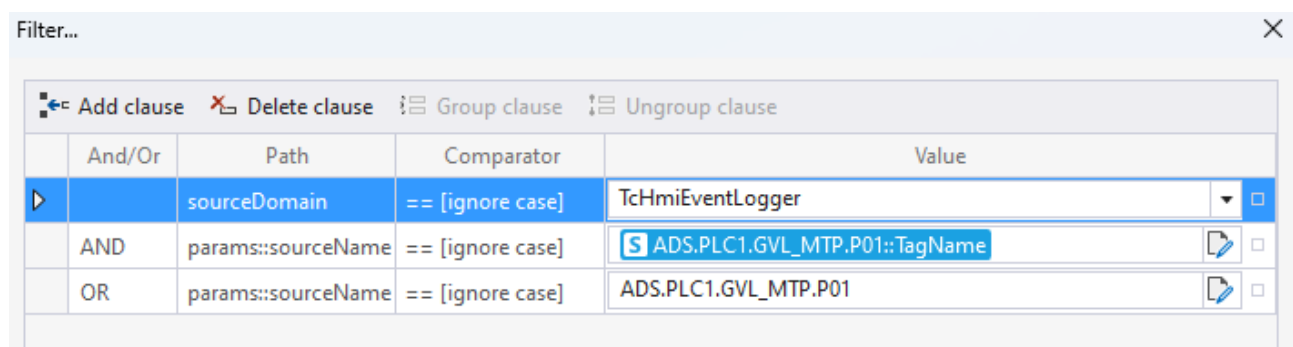 Filter...
Add clause Delete clause Group clause Ungroup clause
And/Or Path Comparator Value
sourceDomain == [ignore case] TcHmiEventLogger
AND params::sourceName == [ignore case] S ADS.PLC1.GVL_MTP.P01::TagName
OR params::sourceName == [ignore case] ADS.PLC1.GVL_MTP.P01